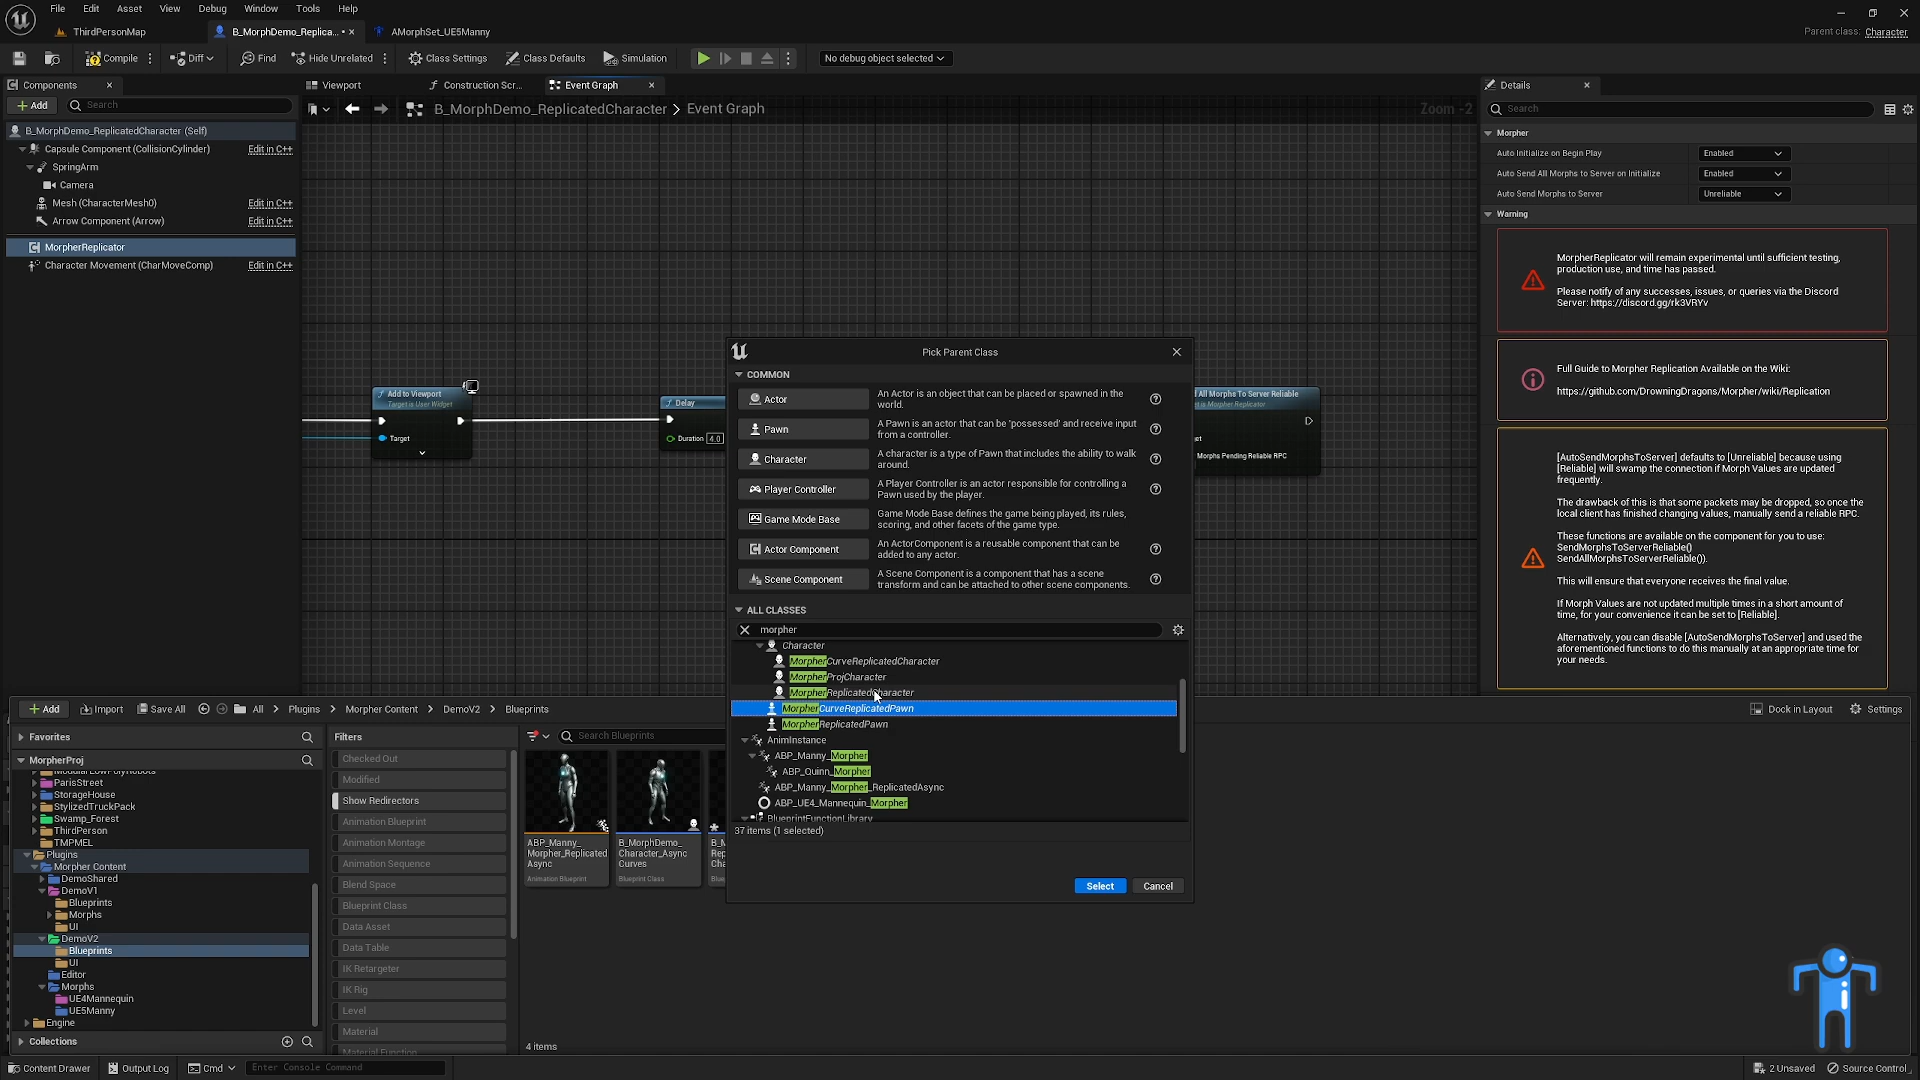 File Edit Asset View Debug Window Tools Help
ThirdPersonMap
B_MorphDemo_Replica...
AMorphSet_UE5Manny
Parent class: Character
Compile
Diff
Find
Hide Unrelated
Class Settings
Class Defaults
Simulation
No debug object selected
Components
Viewport
Construction Scr...
Event Graph
Details
Add
Search
B_MorphDemo_ReplicatedCharacter > Event Graph
Zoom -2
Search
B_MorphDemo_ReplicatedCharacter (Self)
Capsule Component (CollisionCylinder) Edit in C++
SpringArm
Camera
Mesh (CharacterMesh0) Edit in C++
Arrow Component (Arrow) Edit in C++
MorpherReplicator
Character Movement (CharMoveComp) Edit in C++
Morpher
Auto Initialize on Begin Play Enabled
Auto Send All Morphs to Server on Initialize Enabled
Auto Send Morphs to Server Unreliable
Warning
MorpherReplicator will remain experimental until sufficient testing,
production use, and time has passed.
Please notify of any successes, issues, or queries via the Discord
Server: https://discord.gg/rk3VRYv
Full Guide to Morpher Replication Available on the Wiki:
https://github.com/DrowningDragons/Morpher/wiki/Replication
[AutoSendMorphsToServer] defaults to [Unreliable] because using
[Reliable] will swamp the connection if Morph Values are updated
frequently.
The drawback of this is that some packets may be dropped, so once the
local client has finished changing values, manually send a reliable RPC.
These functions are available on the component for you to use:
SendMorphsToServerReliable()
SendAllMorphsToServerReliable()).
This will ensure that everyone receives the final value.
If Morph Values are not updated multiple times in a short amount of
time, for your convenience it can be set to [Reliable].
Alternatively, you can disable [AutoSendMorphsToServer] and used the
aforementioned functions to do this manually at an appropriate time for
your needs.
Add to Viewport
Target is User Widget
Target
Delay
Duration 4.0
All Morphs To Server Reliable
is Morpher Replicator
Morphs Pending Reliable RPC
Pick Parent Class
COMMON
Actor
An Actor is an object that can be placed or spawned in the
world.
Pawn
A Pawn is an actor that can be 'possessed' and receive input
from a controller.
Character
A character is a type of Pawn that includes the ability to walk
around.
Player Controller
A Player Controller is an actor responsible for controlling a
Pawn used by the player.
Game Mode Base
Game Mode Base defines the game being played, its rules,
scoring, and other facets of the game type.
Actor Component
An ActorComponent is a reusable component that can be
added to any actor.
Scene Component
A Scene Component is a component that has a scene
transform and can be attached to other scene components.
ALL CLASSES
morpher
Character
MorpherCurveReplicatedCharacter
MorpherProjCharacter
MorpherReplicatedCharacter
MorpherCurveReplicatedPawn
MorpherReplicatedPawn
AnimInstance
ABP_Manny_Morpher
ABP_Quinn_Morpher
ABP_Manny_Morpher_ReplicatedAsync
ABP_UE4_Mannequin_Morpher
BlueprintFunctionLibrary
37 items (1 selected)
Select
Cancel
Add
Import
Save All
All > Plugins > Morpher Content > DemoV2 > Blueprints
Dock in Layout
Settings
Favorites
MorpherProj
ModularLowPolyRobots
ParisStreet
StorageHouse
StylizedTruckPack
Swamp_Forest
ThirdPerson
TMPMEL
Plugins
Morpher Content
DemoShared
DemoV1
Blueprints
Morphs
UI
DemoV2
Blueprints
UI
Editor
Morphs
UE4Mannequin
UE5Manny
Engine
Collections
Filters
Checked Out
Modified
Show Redirectors
Animation Blueprint
Animation Montage
Animation Sequence
Blend Space
Blueprint Class
Data Asset
Data Table
IK Retargeter
IK Rig
Level
Material
Material Function
Search Blueprints
ABP_Manny_
Morpher_Replicated
Async
Animation Blueprint
B_MorphDemo_
Character_Async
Curves
Blueprint Class
4 items
Content Drawer
Output Log
Cmd
Enter Console Command
2 Unsaved
Source Control